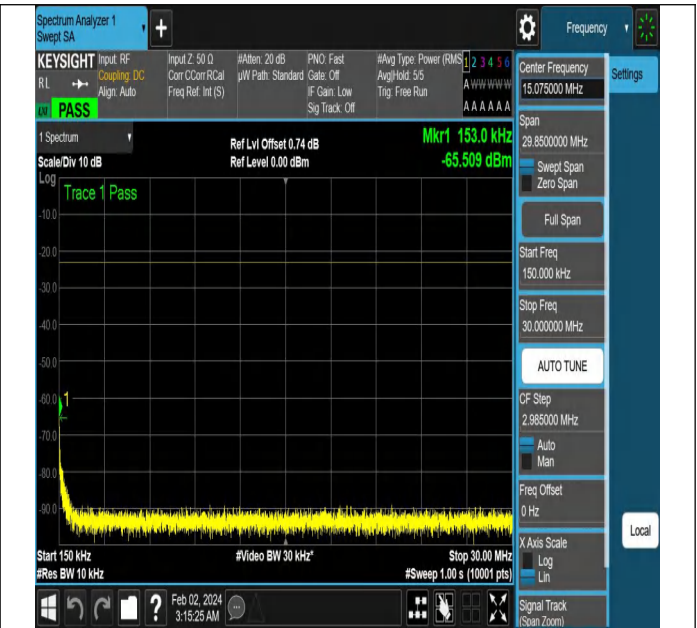 Spectrum Analyzer 1
Swept SA
+
Frequency
KEYSIGHT
Input: RF
Input Z: 50 Ω
#Atten: 20 dB
PNO: Fast
#Avg Type: Power (RMS
1 2 3 4 5 6
RL
Coupling: DC
Corr CCorr RCal
µW Path: Standard
Gate: Off
Avg|Hold: 5/5
A W W W W W
Align: Auto
Freq Ref: Int (S)
IF Gain: Low
Trig: Free Run
Sig Track: Off
A A A A A A
PASS
1 Spectrum
Ref Lvl Offset 0.74 dB
Mkr1 153.0 kHz
Scale/Div 10 dB
Ref Level 0.00 dBm
-65.509 dBm
Log
Trace 1 Pass
-10.0
-20.0
-30.0
-40.0
-50.0
-60.0
1
-70.0
-80.0
-90.0
Start 150 kHz
#Video BW 30 kHz*
Stop 30.00 MHz
#Res BW 10 kHz
#Sweep 1.00 s (10001 pts)
?
Feb 02, 2024
3:15:25 AM
Center Frequency
15.075000 MHz
Settings
Span
29.8500000 MHz
Swept Span
Zero Span
Full Span
Start Freq
150.000 kHz
Stop Freq
30.000000 MHz
AUTO TUNE
CF Step
2.985000 MHz
Auto
Man
Freq Offset
0 Hz
Local
X Axis Scale
Log
Lin
Signal Track
(Span Zoom)